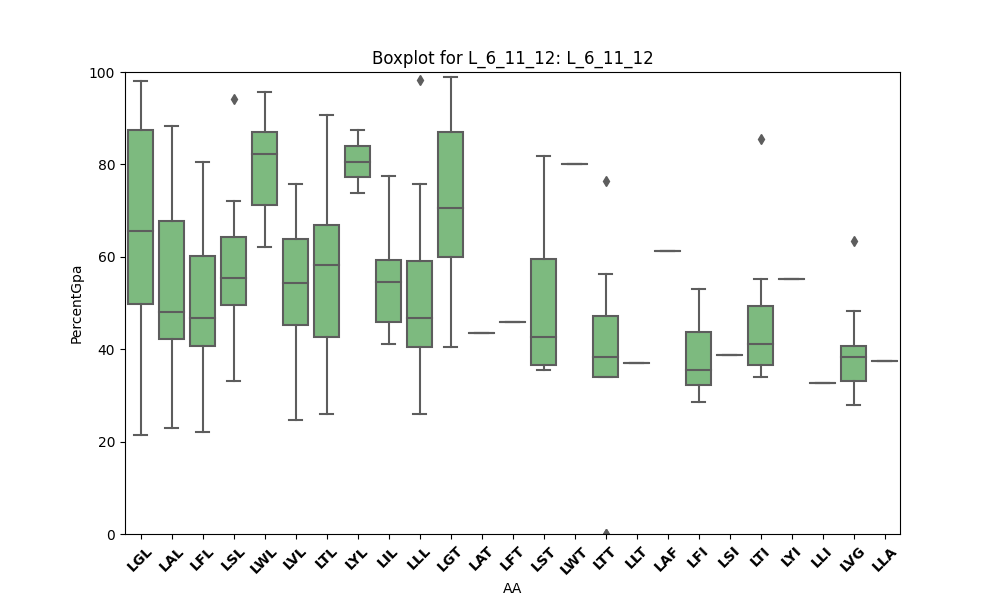 Boxplot for L_6_11_12: L_6_11_12
PercentGpa
100
80
60
40
20
0
LGL LAL LFL LSL LWL LVL LTL LYL LIL LLL LGT LAT LFT LST LWT LTT LLT LAF LFI LSI LTI LYI LLI LVG LLA
AA